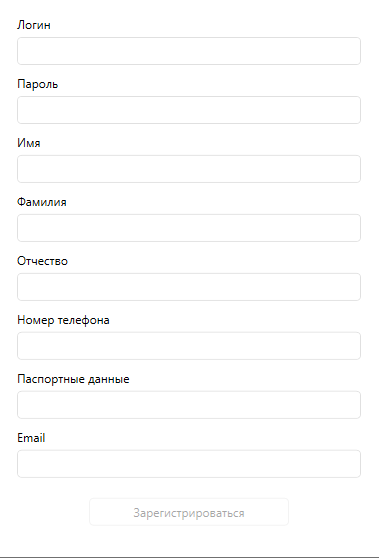 Логин
Пароль
Имя
Фамилия
Отчество
Номер телефона
Паспортные данные
Email
Зарегистрироваться